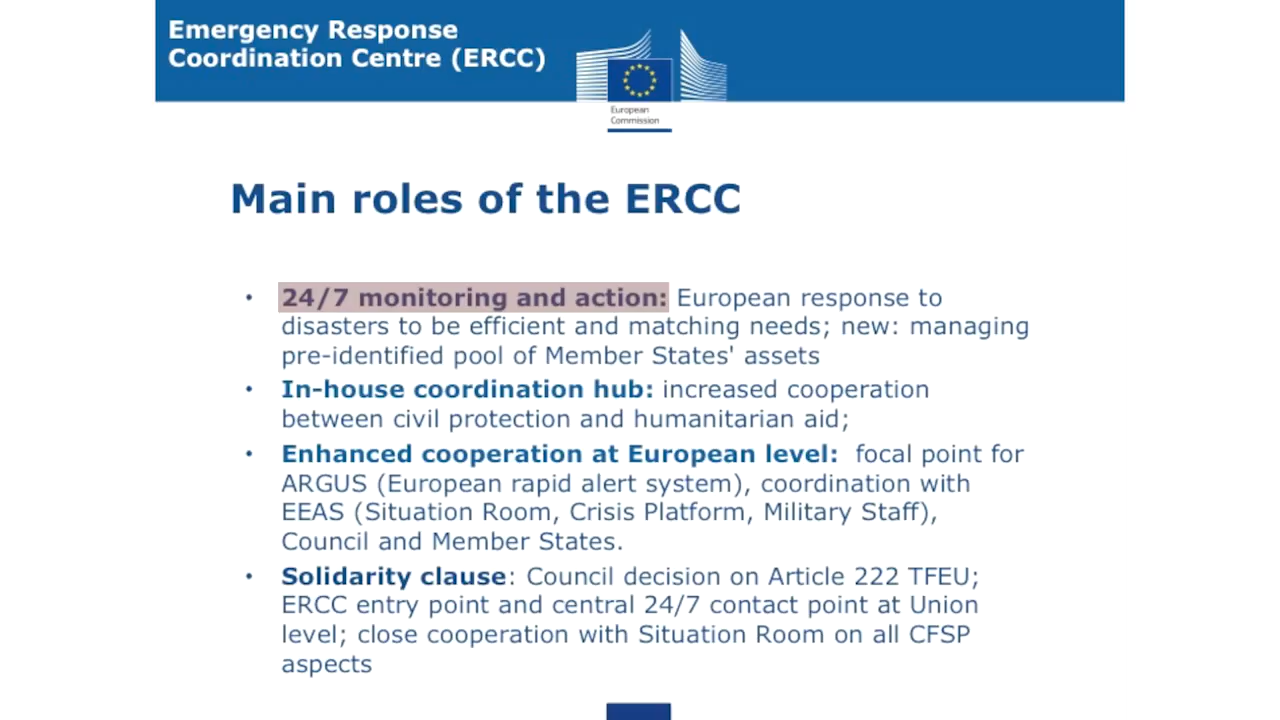 Emergency Response
Coordination Centre (ERCC)
European
Commission
Main roles of the ERCC
• 24/7 monitoring and action: European response to
disasters to be efficient and matching needs; new: managing
pre-identified pool of Member States' assets
• In-house coordination hub: increased cooperation
between civil protection and humanitarian aid;
• Enhanced cooperation at European level:  focal point for
ARGUS (European rapid alert system), coordination with
EEAS (Situation Room, Crisis Platform, Military Staff),
Council and Member States.
• Solidarity clause: Council decision on Article 222 TFEU;
ERCC entry point and central 24/7 contact point at Union
level; close cooperation with Situation Room on all CFSP
aspects